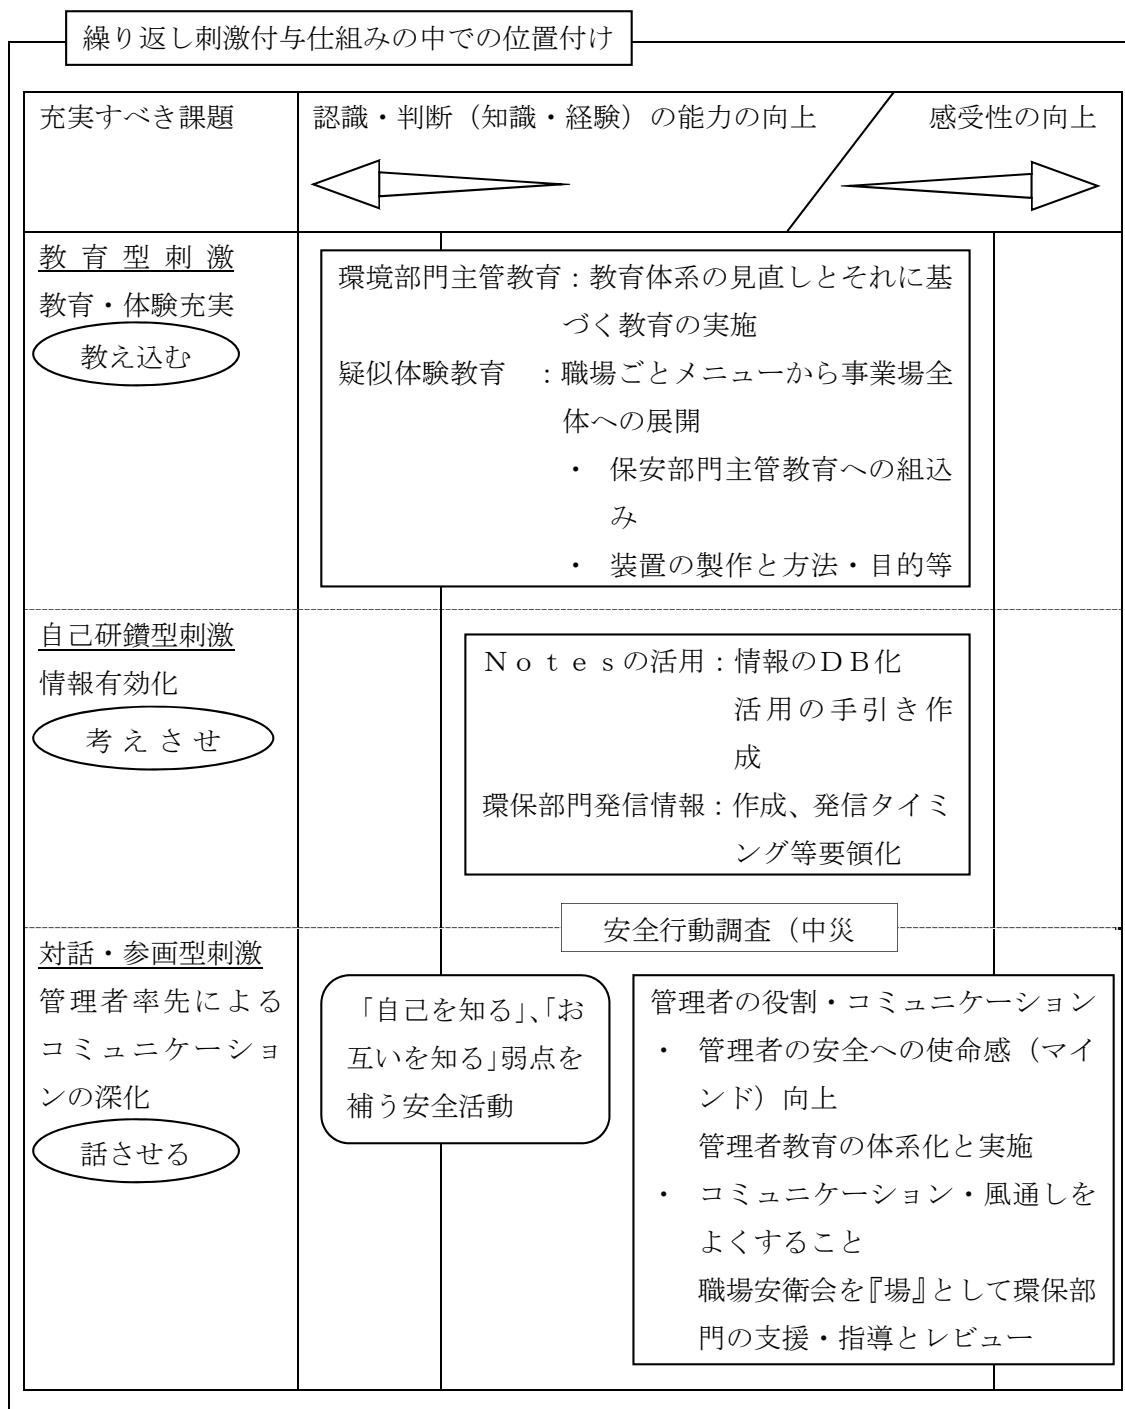 繰り返し刺激付与仕組みの中での位置付け
充実すべき課題
認識・判断（知識・経験）の能力の向上
感受性の向上
教育型刺激
教育・体験充実
教え込む
環境部門主管教育：教育体系の見直しとそれに基
づく教育の実施
疑似体験教育　：職場ごとメニューから事業場全
体への展開
・　保安部門主管教育への組込
み
・　装置の製作と方法・目的等
自己研鑽型刺激
情報有効化
考えさせ
Ｎｏｔｅｓの活用：情報のＤＢ化
活用の手引き作
成
環保部門発信情報：作成、発信タイミ
ング等要領化
安全行動調査（中災
対話・参画型刺激
管理者率先による
コミュニケーショ
ンの深化
話させる
「自己を知る」、「お
互いを知る」弱点を
補う安全活動
管理者の役割・コミュニケーション
・　管理者の安全への使命感（マイ
ンド）向上
管理者教育の体系化と実施
・　コミュニケーション・風通しを
よくすること
職場安衛会を『場』として環保部
門の支援・指導とレビュー